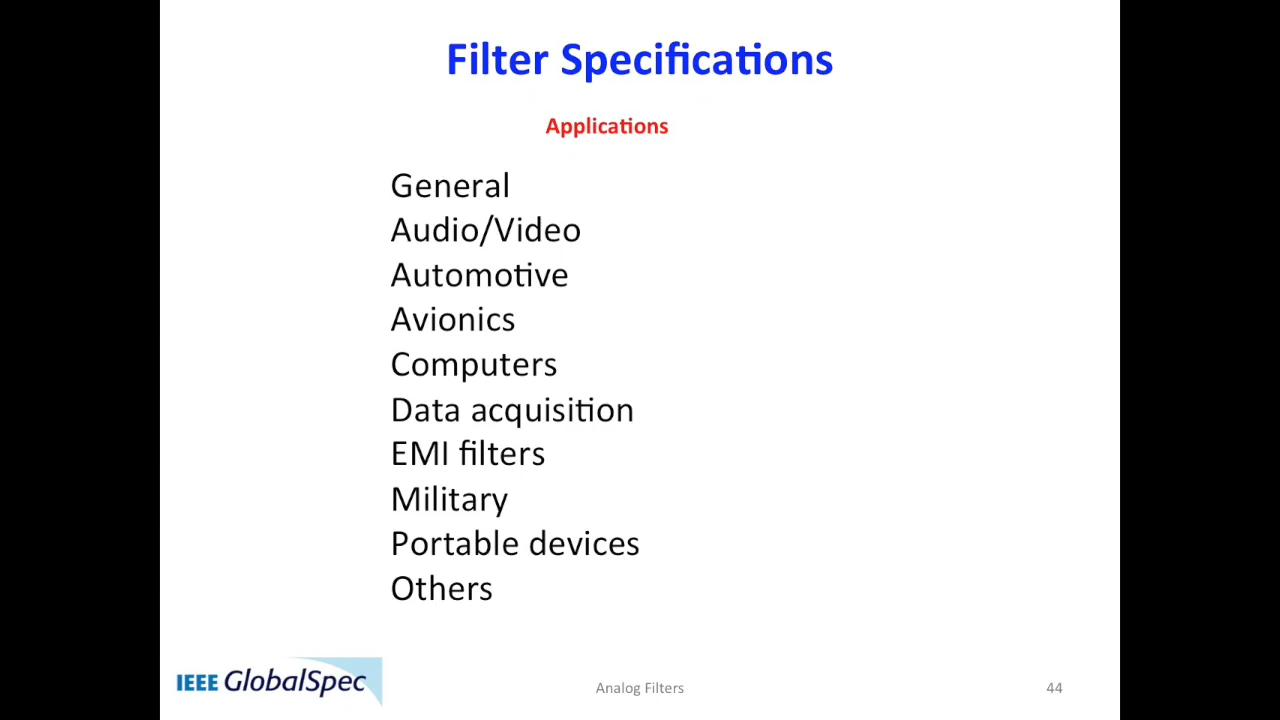 Filter Specifications
Applications
General
Audio/Video
Automotive
Avionics
Computers
Data acquisition
EMI filters
Military
Portable devices
Others
IEEE GlobalSpec
Analog Filters
44